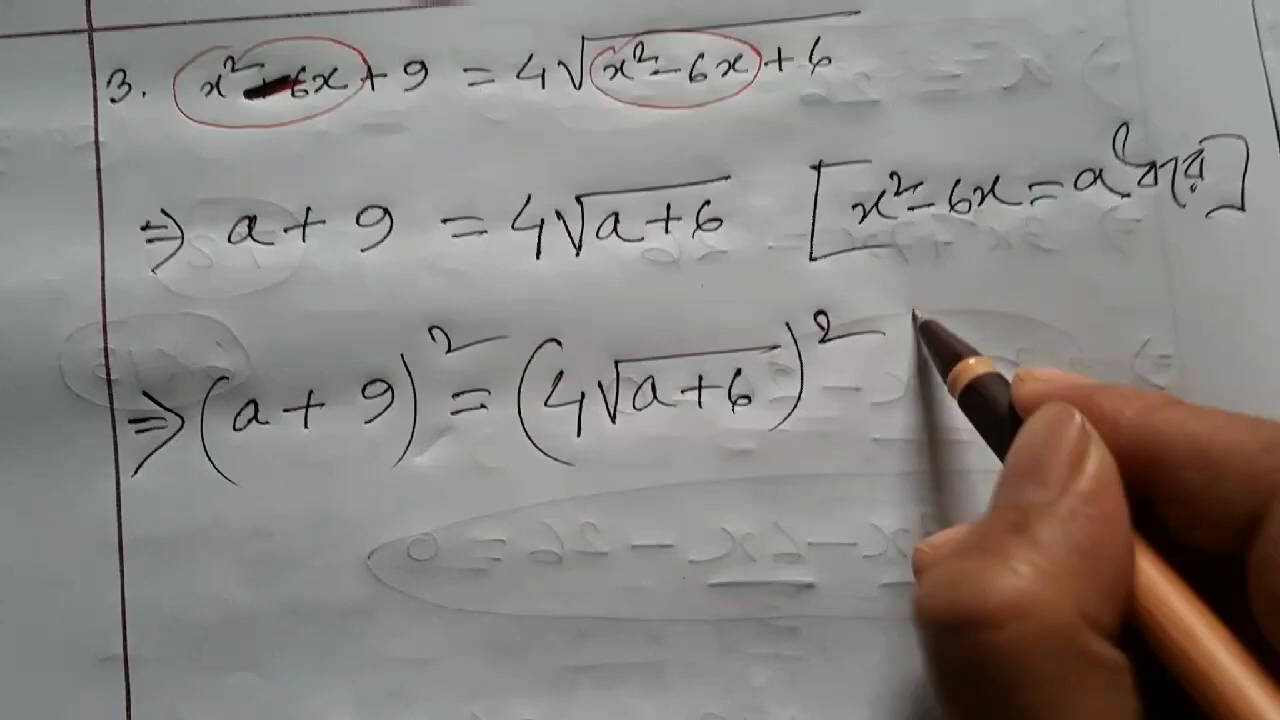 3. x² - 6x + 9 = 4√(x² - 6x + 6)
⇒ a + 9 = 4√(a + 6) [x² - 6x = a ধরে]
⇒ (a + 9)² = (4√(a + 6))²